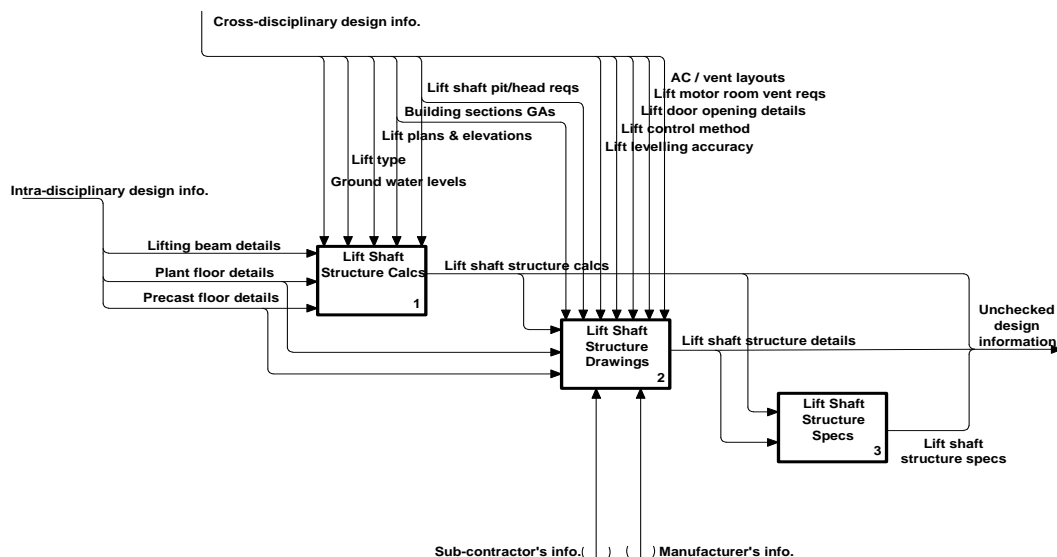 Cross-disciplinary design info.
AC / vent layouts
Lift shaft pit/head reqs
Lift motor room vent reqs
Building sections GAs
Lift door opening details
Lift plans & elevations
Lift control method
Lift levelling accuracy
Lift type
Ground water levels
Intra-disciplinary design info.
Lifting beam details
Plant floor details
Precast floor details
Lift Shaft
Structure Calcs
1
Lift shaft structure calcs
Unchecked
design
information
Lift Shaft
Structure
Drawings
2
Lift shaft structure details
Lift Shaft
Structure
Specs
3
Lift shaft
structure specs
Sub-contractor's info.
Manufacturer's info.